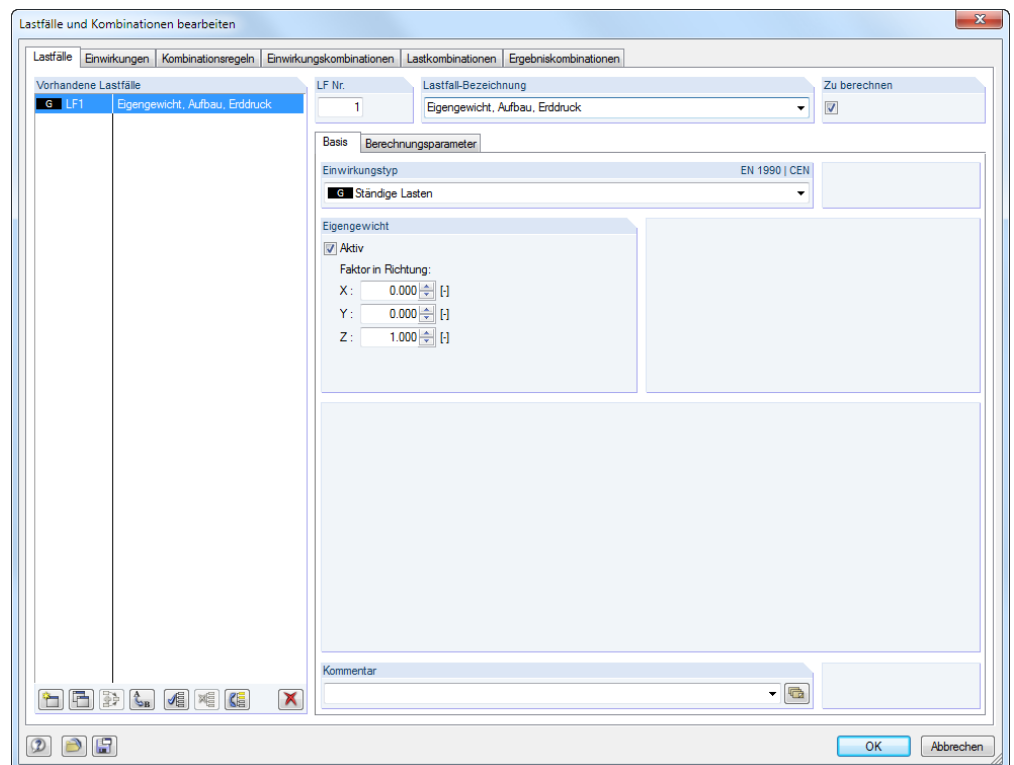 Lastfälle und Kombinationen bearbeiten
Lastfälle Einwirkungen Kombinationsregeln Einwirkungskombinationen Lastkombinationen Ergebniskombinationen
Vorhandene Lastfälle
G LF1 Eigengewicht, Aufbau, Erddruck
LF Nr.
1
Lastfall-Bezeichnung
Eigengewicht, Aufbau, Erddruck
Zu berechnen
Basis Berechnungsparameter
Einwirkungstyp EN 1990 | CEN
G Ständige Lasten
Eigengewicht
Aktiv
Faktor in Richtung:
X : 0.000 [-]
Y : 0.000 [-]
Z : 1.000 [-]
Kommentar
OK Abbrechen